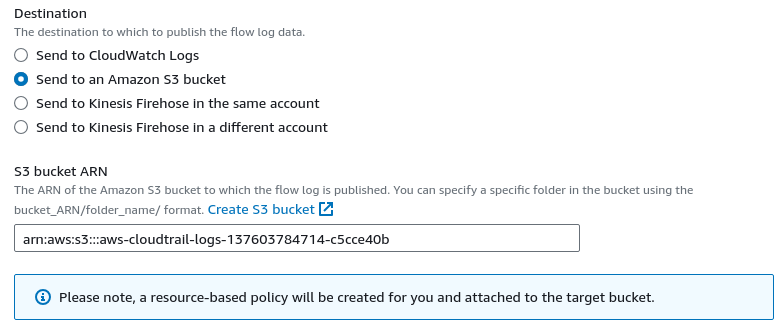 Destination
The destination to which to publish the flow log data.
Send to CloudWatch Logs
Send to an Amazon S3 bucket
Send to Kinesis Firehose in the same account
Send to Kinesis Firehose in a different account
S3 bucket ARN
The ARN of the Amazon S3 bucket to which the flow log is published. You can specify a specific folder in the bucket using the
bucket_ARN/folder_name/ format. Create S3 bucket
arn:aws:s3:::aws-cloudtrail-logs-137603784714-c5cce40b
Please note, a resource-based policy will be created for you and attached to the target bucket.